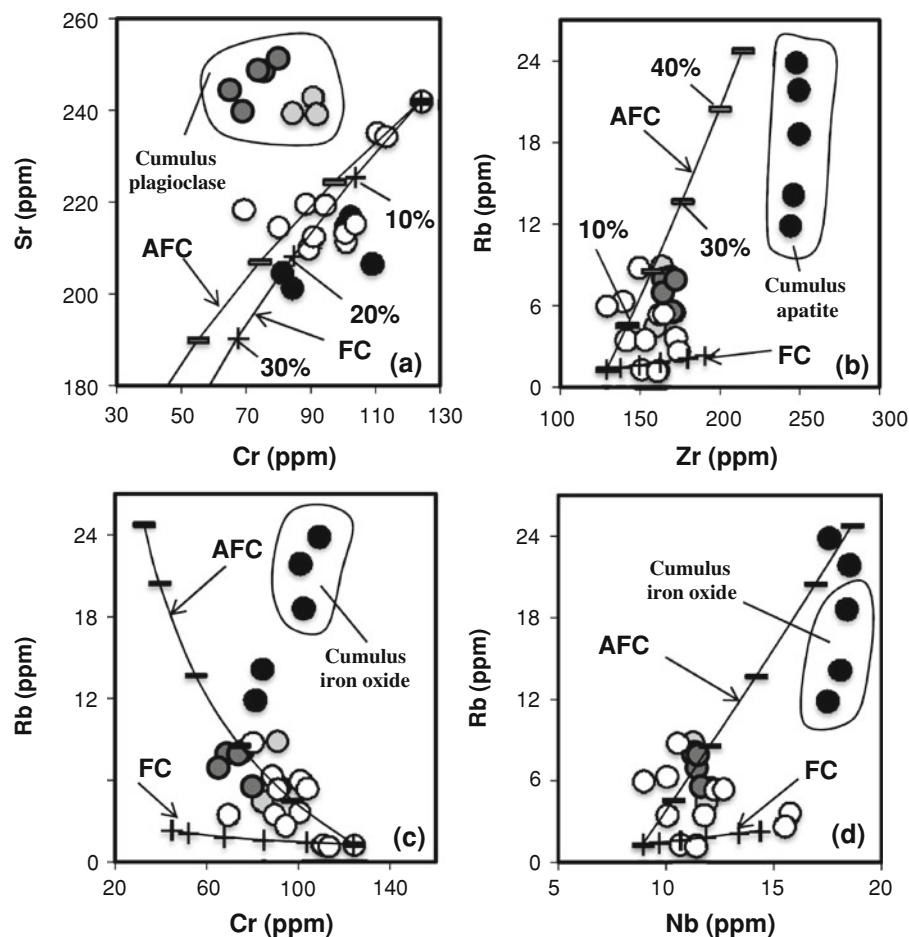 260
240
220
200
180
Sr (ppm)
Cumulus
plagioclase
AFC
10%
20%
FC
30%
(a)
30 50 70 90 110 130
Cr (ppm)
24
18
12
6
0
Rb (ppm)
40%
AFC
10%
30%
Cumulus
apatite
FC
(b)
100 150 200 250 300
Zr (ppm)
24
18
12
6
0
Rb (ppm)
AFC
Cumulus
iron oxide
FC
(c)
20 60 100 140
Cr (ppm)
24
18
12
6
0
Rb (ppm)
Cumulus
iron oxide
AFC
FC
(d)
5 10 15 20
Nb (ppm)